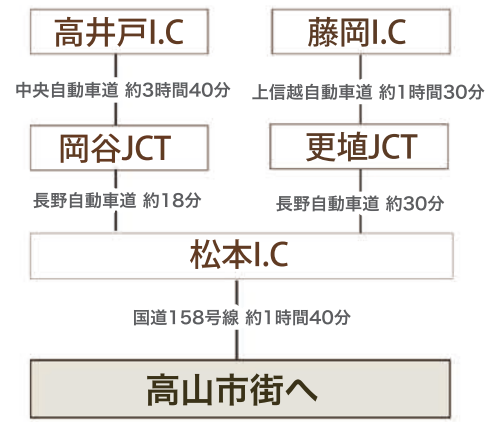 高井戸I.C
藤岡I.C
中央自動車道 約3時間40分
上信越自動車道 約1時間30分
岡谷JCT
更埴JCT
長野自動車道 約18分
長野自動車道 約30分
松本I.C
国道158号線 約1時間40分
高山市街へ